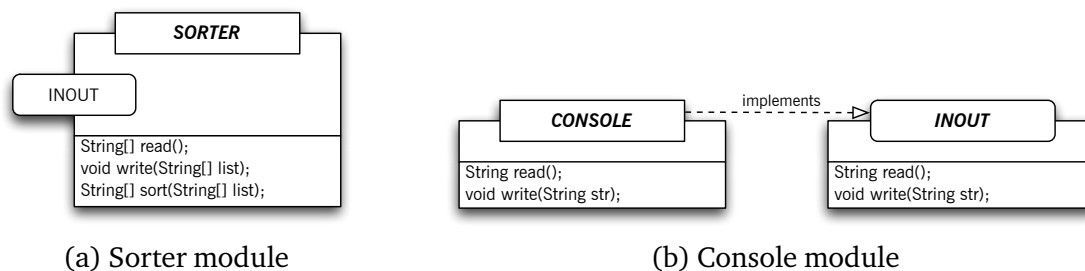 SORTER
INOUT
String[] read();
void write(String[] list);
String[] sort(String[] list);
(a) Sorter module
implements
CONSOLE
INOUT
String read();
void write(String str);
String read();
void write(String str);
(b) Console module